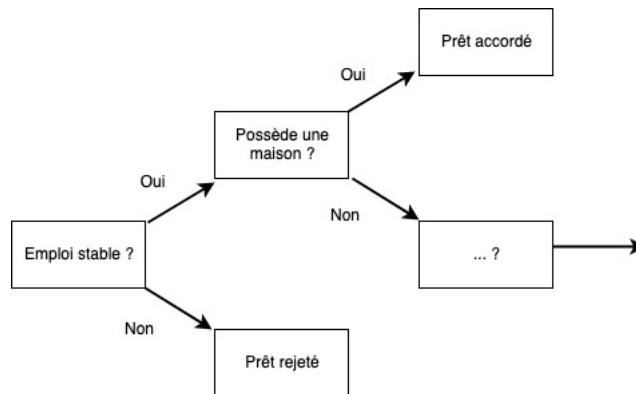 Prêt accordé
Oui
Possède une
maison ?
Oui
Non
Emploi stable ?
... ?
Non
Prêt rejeté